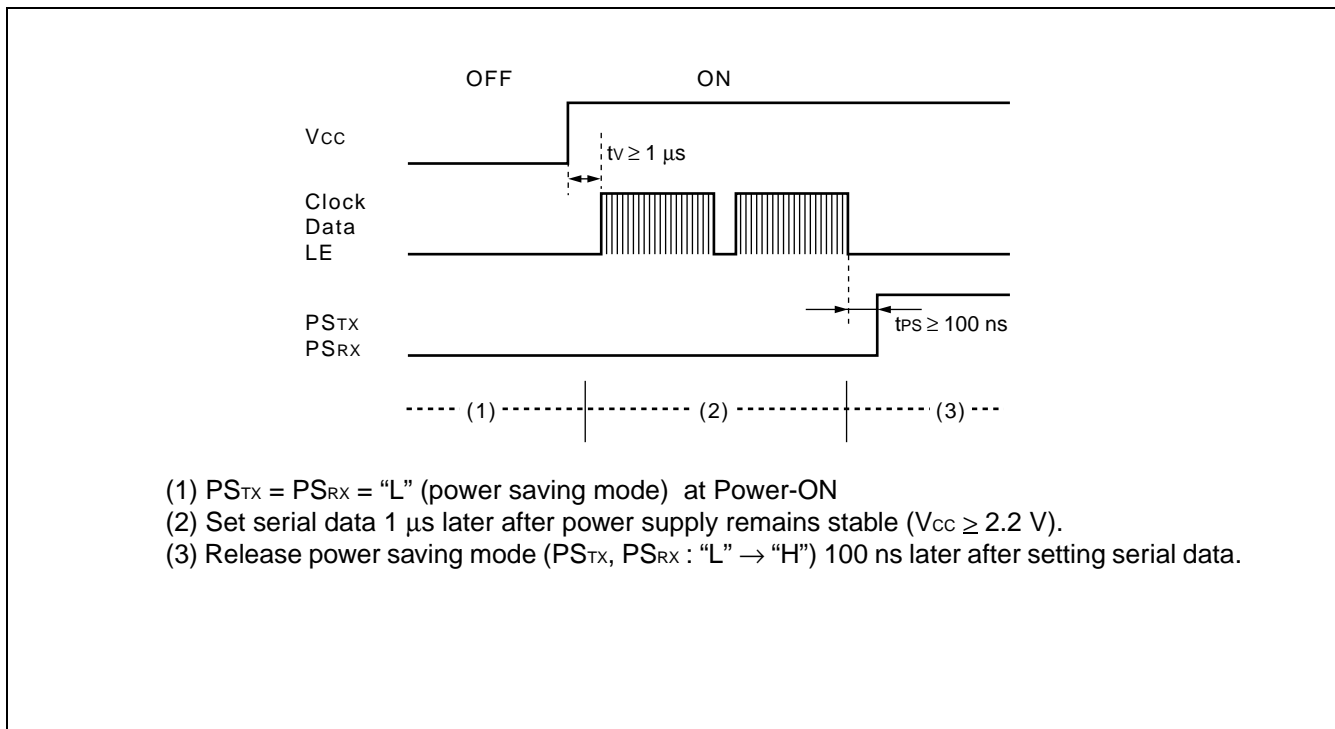 OFF ON
VCC
tV ≥ 1 μs
Clock
Data
LE
PSTX
PSRX
tPS ≥ 100 ns
(1) (2) (3)
(1) PSTX = PSRX = “L” (power saving mode) at Power-ON
(2) Set serial data 1 μs later after power supply remains stable (VCC ≥ 2.2 V).
(3) Release power saving mode (PSTX, PSRX : “L” → “H”) 100 ns later after setting serial data.